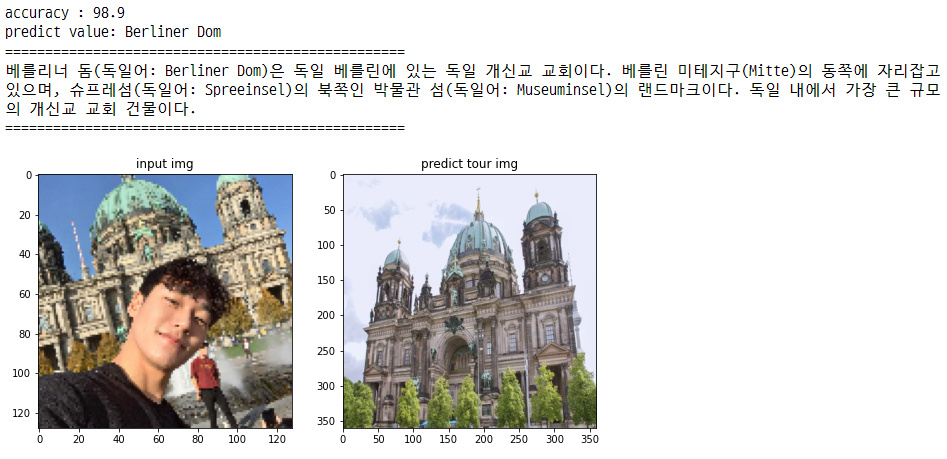 accuracy : 98.9
predict value: Berliner Dom
==================================================
베를리너 돔(독일어: Berliner Dom)은 독일 베를린에 있는 독일 개신교 교회이다. 베를린 미테지구(Mitte)의 동쪽에 자리잡고
있으며, 슈프레섬(독일어: Spreeinsel)의 북쪽인 박물관 섬(독일어: Museuminsel)의 랜드마크이다. 독일 내에서 가장 큰 규모
의 개신교 교회 건물이다.
==================================================
input img
0
20
40
60
80
100
120
0 20 40 60 80 100 120
predict tour img
0
50
100
150
200
250
300
350
0 50 100 150 200 250 300 350